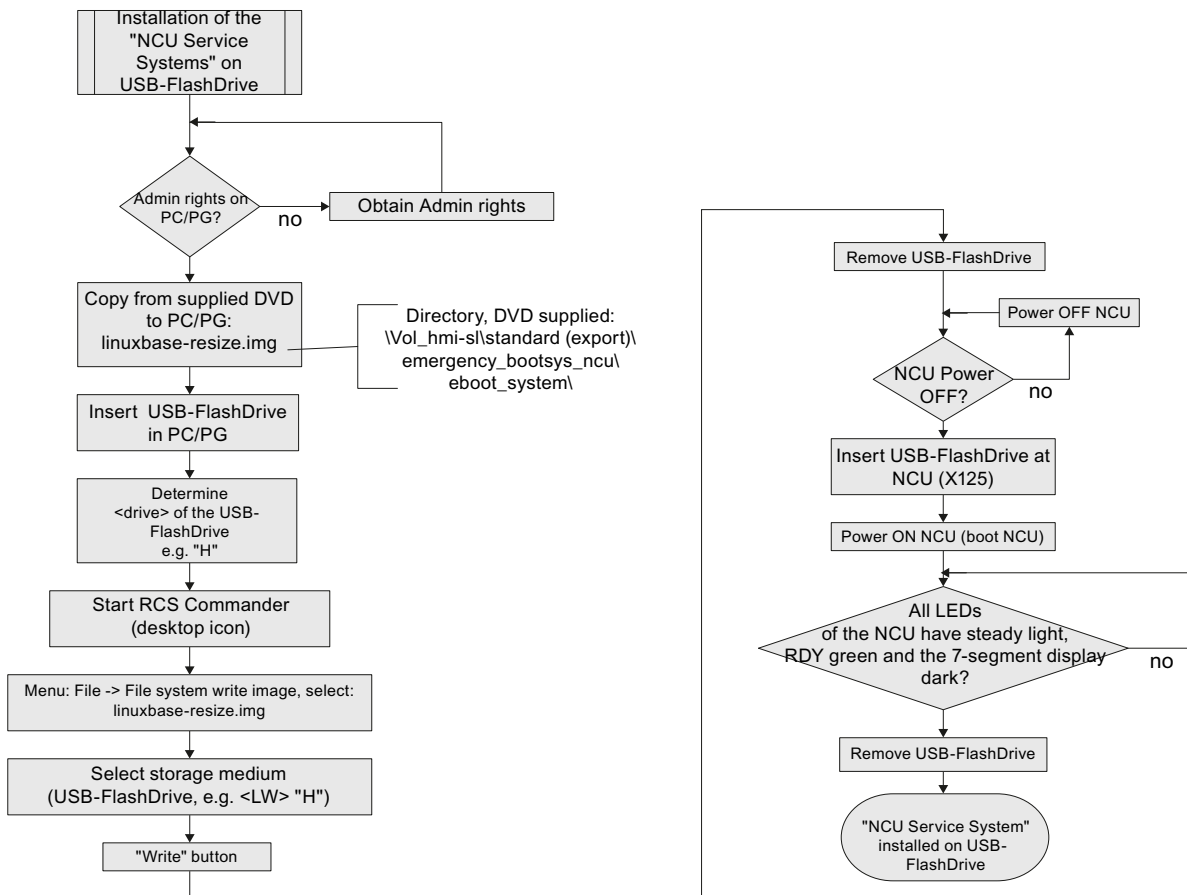 Installation of the
"NCU Service
Systems" on
USB-FlashDrive
Admin rights on
PC/PG?
no
Obtain Admin rights
Copy from supplied DVD
to PC/PG:
linuxbase-resize.img
Directory, DVD supplied:
\Vol_hmi-sl\standard (export)\
emergency_bootsys_ncu\
eboot_system\
Insert USB-FlashDrive
in PC/PG
Determine
<drive> of the USB-
FlashDrive
e.g. "H"
Start RCS Commander
(desktop icon)
Menu: File -> File system write image, select:
linuxbase-resize.img
Select storage medium
(USB-FlashDrive, e.g. <LW> "H")
"Write" button
Remove USB-FlashDrive
Power OFF NCU
NCU Power
OFF?
no
Insert USB-FlashDrive at
NCU (X125)
Power ON NCU (boot NCU)
All LEDs
of the NCU have steady light,
RDY green and the 7-segment display
dark?
no
Remove USB-FlashDrive
"NCU Service System"
installed on USB-
FlashDrive